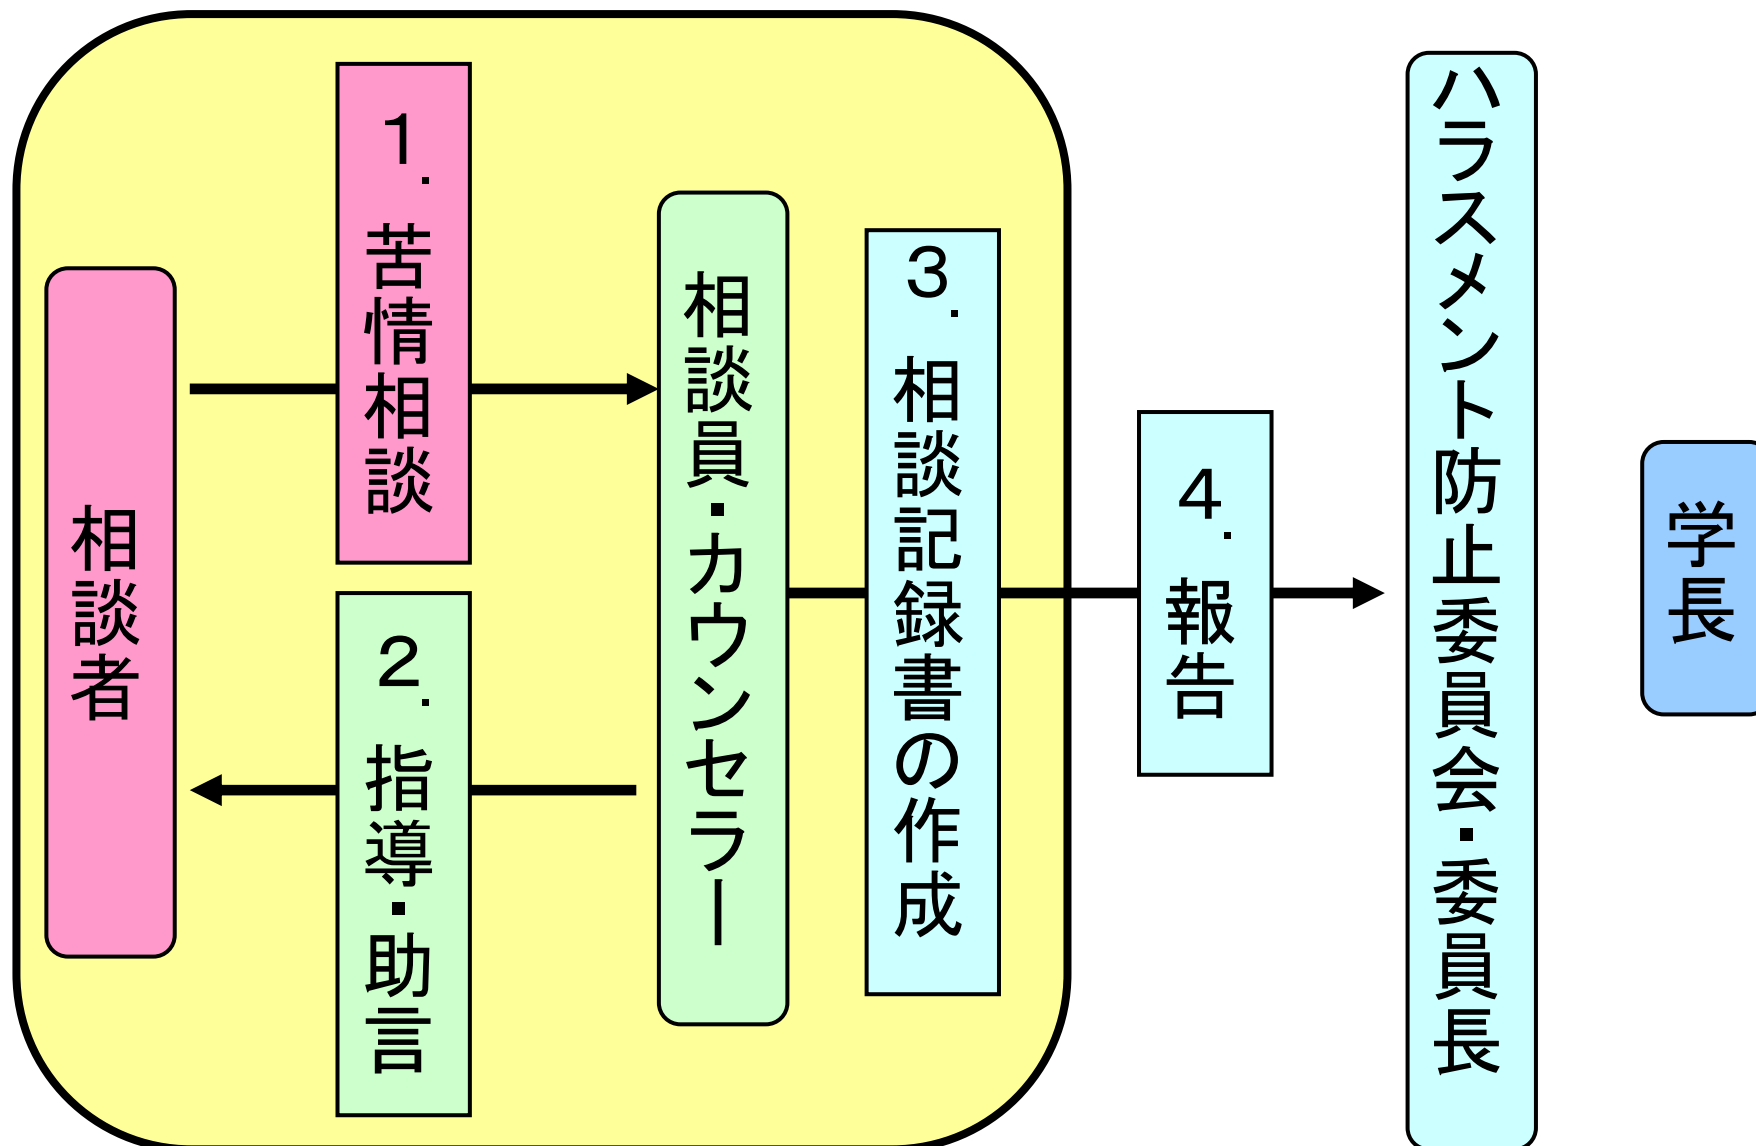 相談者
１．苦情相談
２．指導・助言
相談員・カウンセラー
３．相談記録書の作成
４．報告
ハラスメント防止委員会・委員長
学長